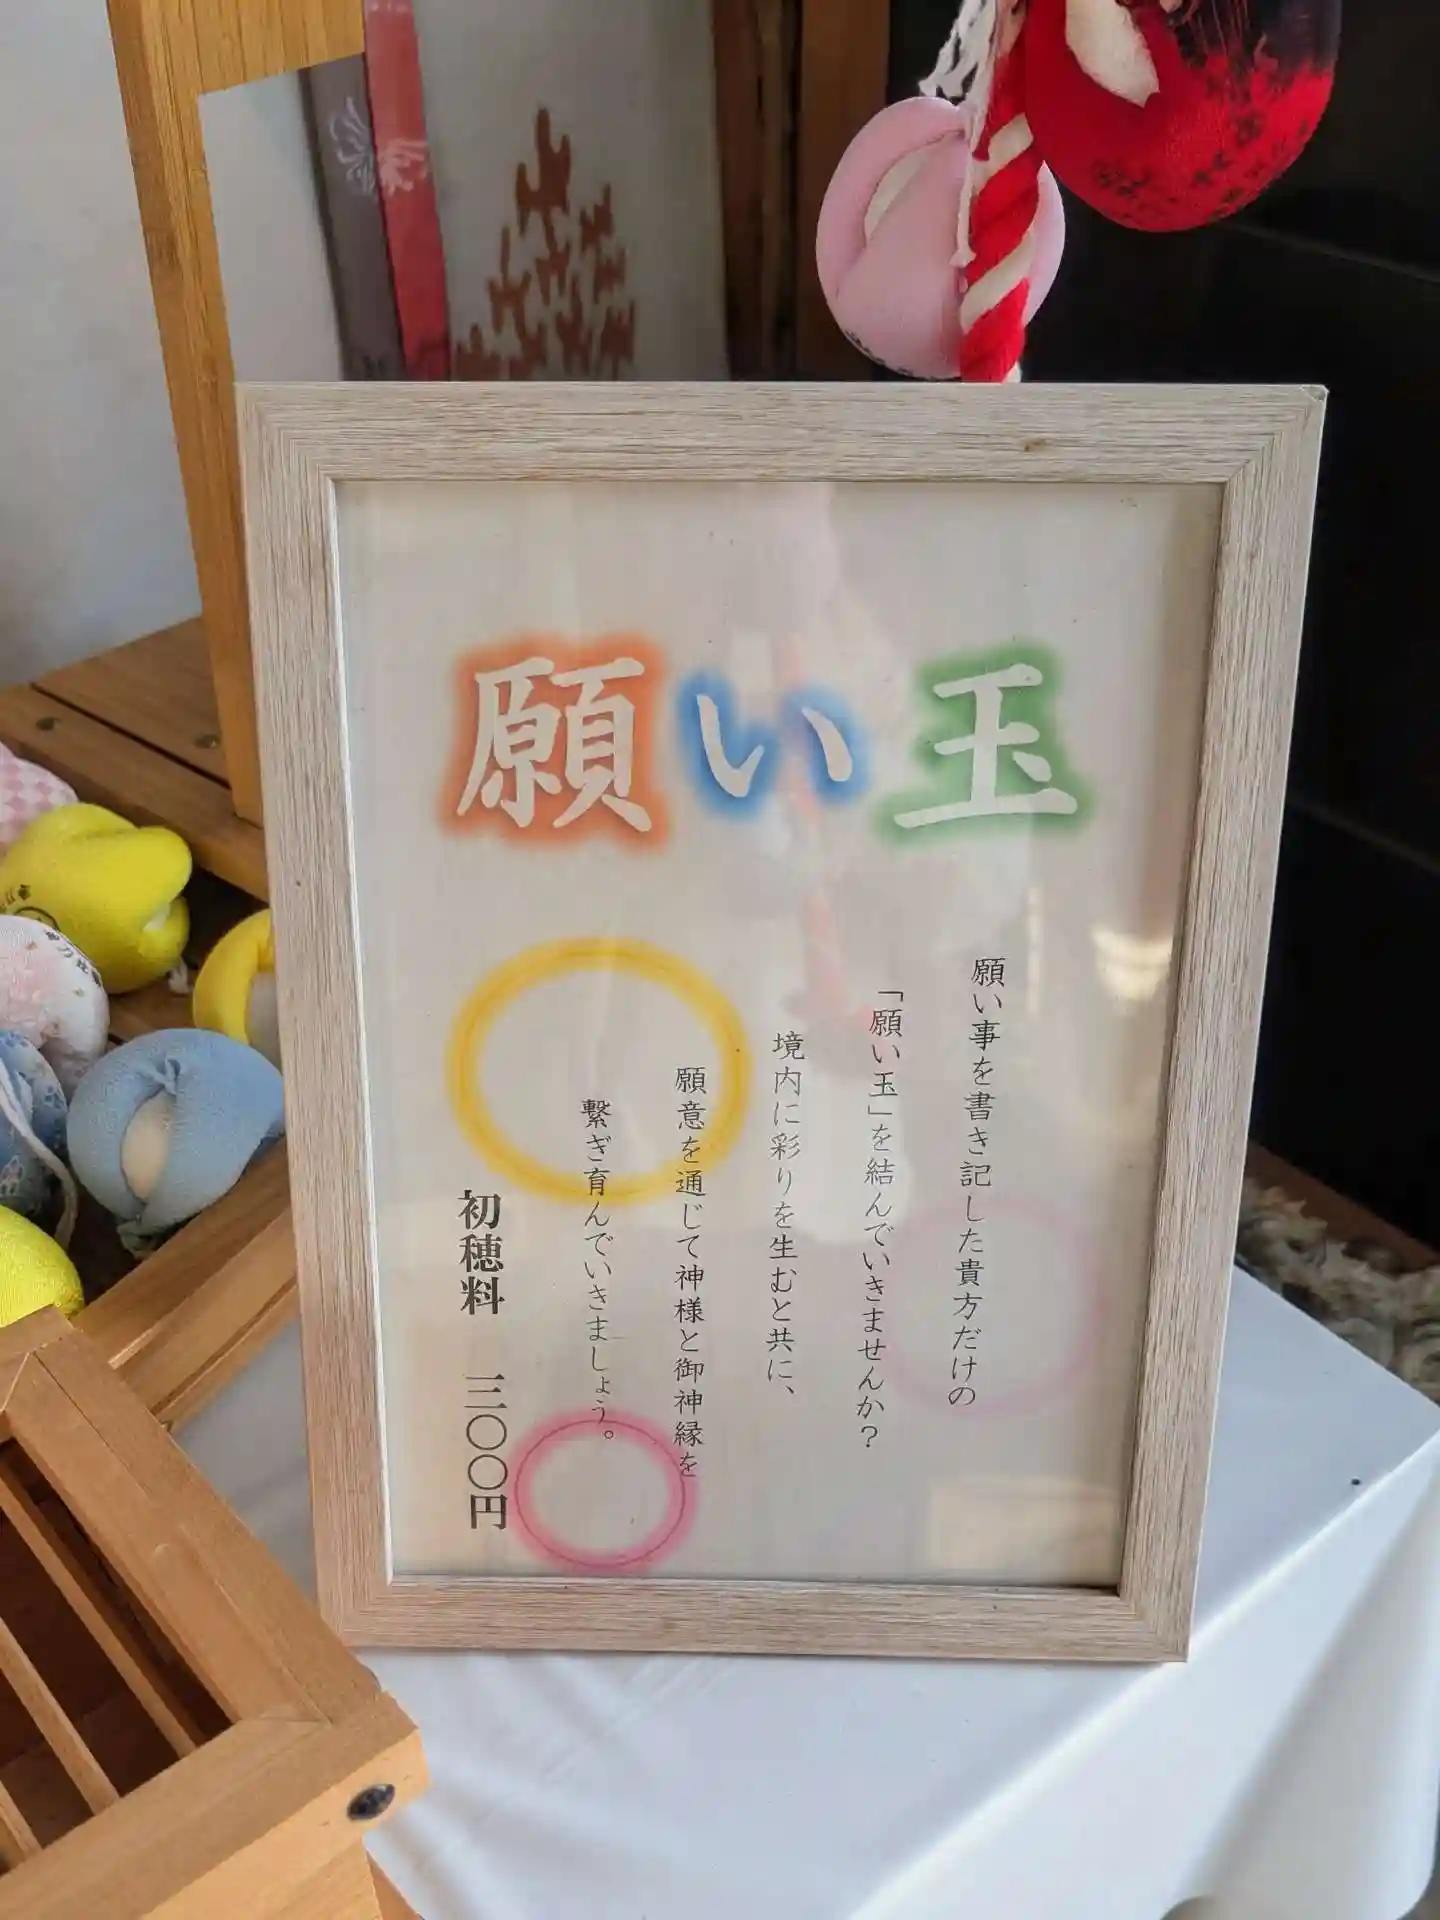 願い玉
願い事を書き記した貴方だけの
「願い玉」を結んでいきませんか？
境内に彩りを生むと共に、
願意を通じて神様と御神縁を
繋ぎ育んでいきましょう。
初穂料 三〇〇円